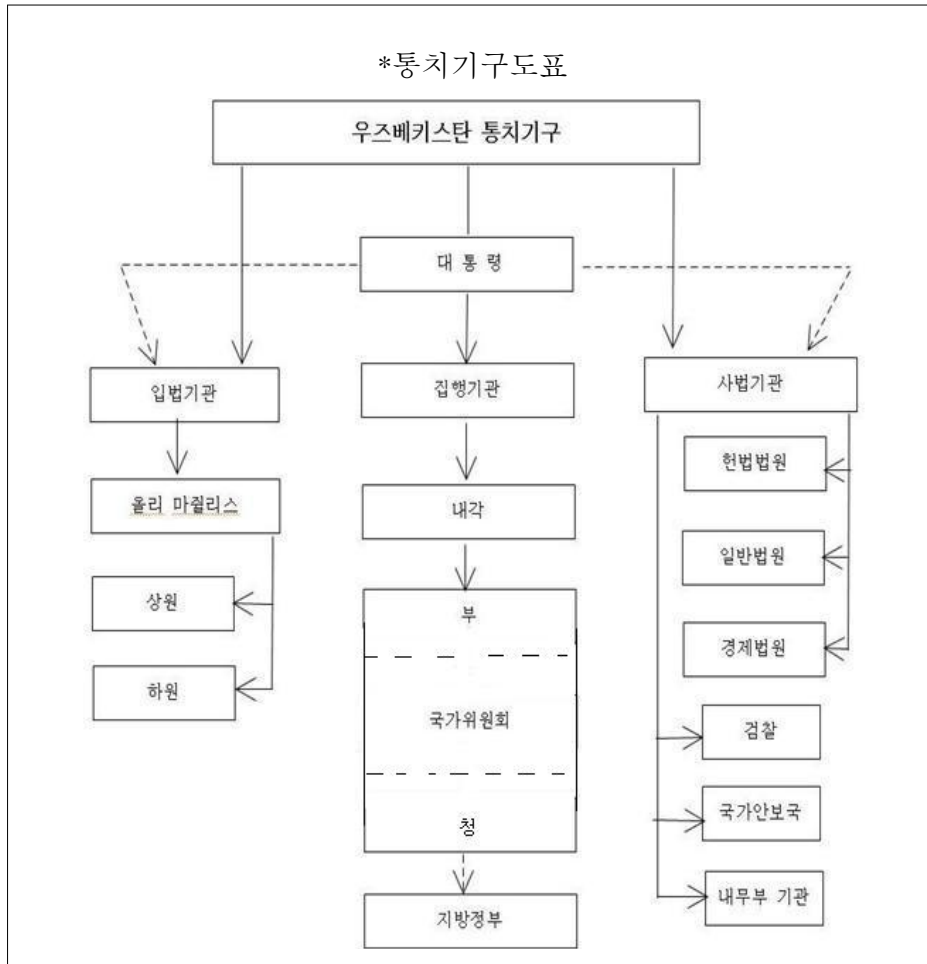 *통치기구도표
우즈베키스탄 통치기구
대 통 령
입법기관
집행기관
사법기관
올리 마쥘리스
내각
헌법법원
일반법원
경제법원
상원
하원
부
국가위원회
청
검찰
국가안보국
내무부 기관
지방정부